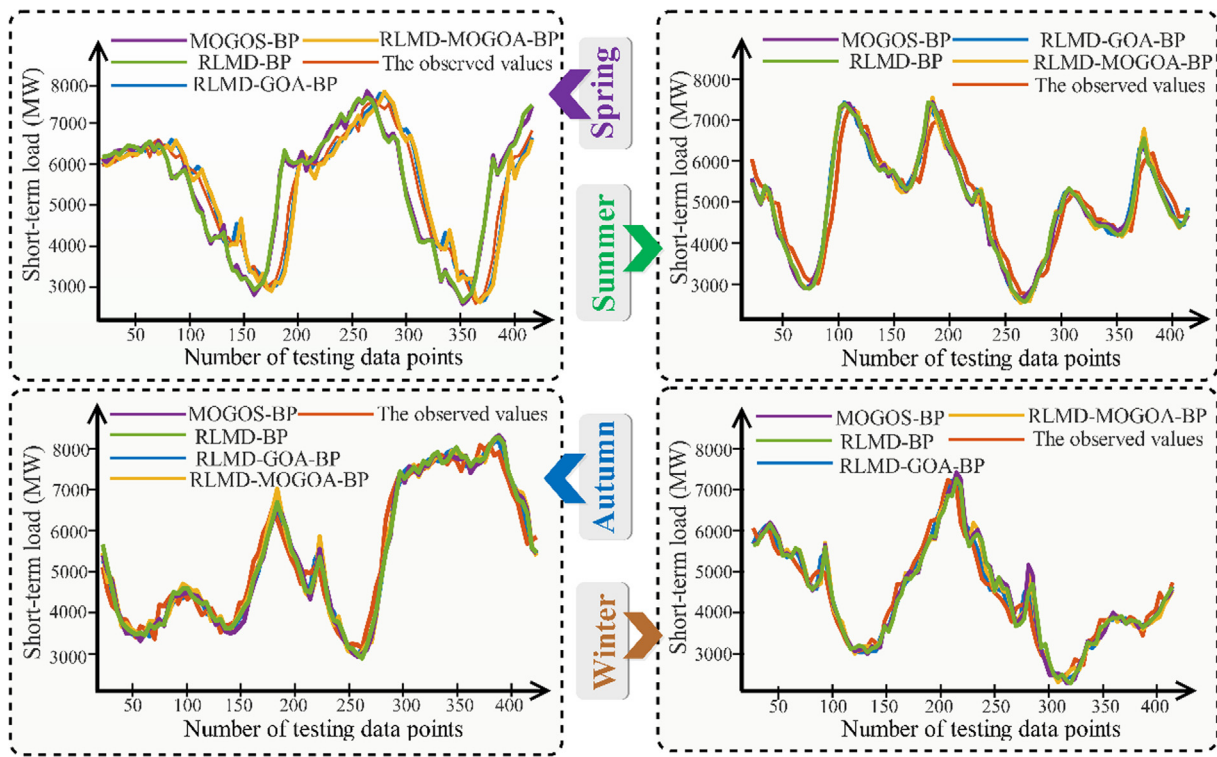 MOGOS-BP RLMD-MOGOA-BP
RLMD-BP The observed values
RLMD-GOA-BP
Short-term load (MW)
8000
7000
6000
5000
4000
3000
50 100 150 200 250 300 350 400
Number of testing data points
Spring
Summer
MOGOS-BP RLMD-GOA-BP
RLMD-BP RLMD-MOGOA-BP
The observed values
Short-term load (MW)
8000
7000
6000
5000
4000
3000
50 100 150 200 250 300 350 400
Number of testing data points
MOGOS-BP The observed values
RLMD-BP
RLMD-GOA-BP
RLMD-MOGOA-BP
Short-term load (MW)
8000
7000
6000
5000
4000
3000
50 100 150 200 250 300 350 400
Number of testing data points
Autumn
Winter
MOGOS-BP RLMD-MOGOA-BP
RLMD-BP The observed values
RLMD-GOA-BP
Short-term load (MW)
8000
7000
6000
5000
4000
3000
50 100 150 200 250 300 350 400
Number of testing data points